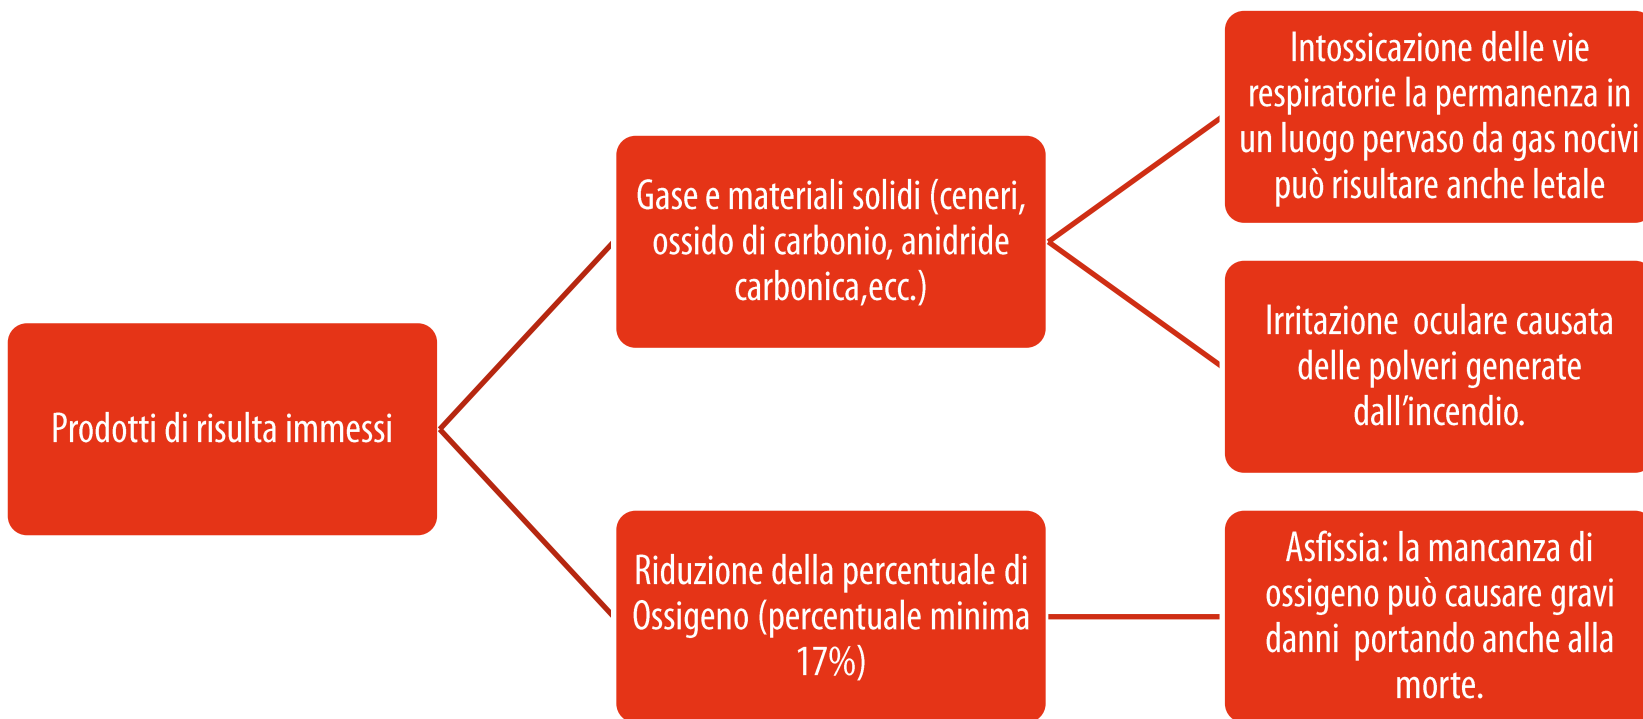 Prodotti di risulta immessi
Gase e materiali solidi (ceneri,
ossido di carbonio, anidride
carbonica,ecc.)
Riduzione della percentuale di
Ossigeno (percentuale minima
17%)
Intossicazione delle vie
respiratorie la permanenza in
un luogo pervaso da gas nocivi
può risultare anche letale
Irritazione  oculare causata
delle polveri generate
dall’incendio.
Asfissia: la mancanza di
ossigeno può causare gravi
danni  portando anche alla
morte.